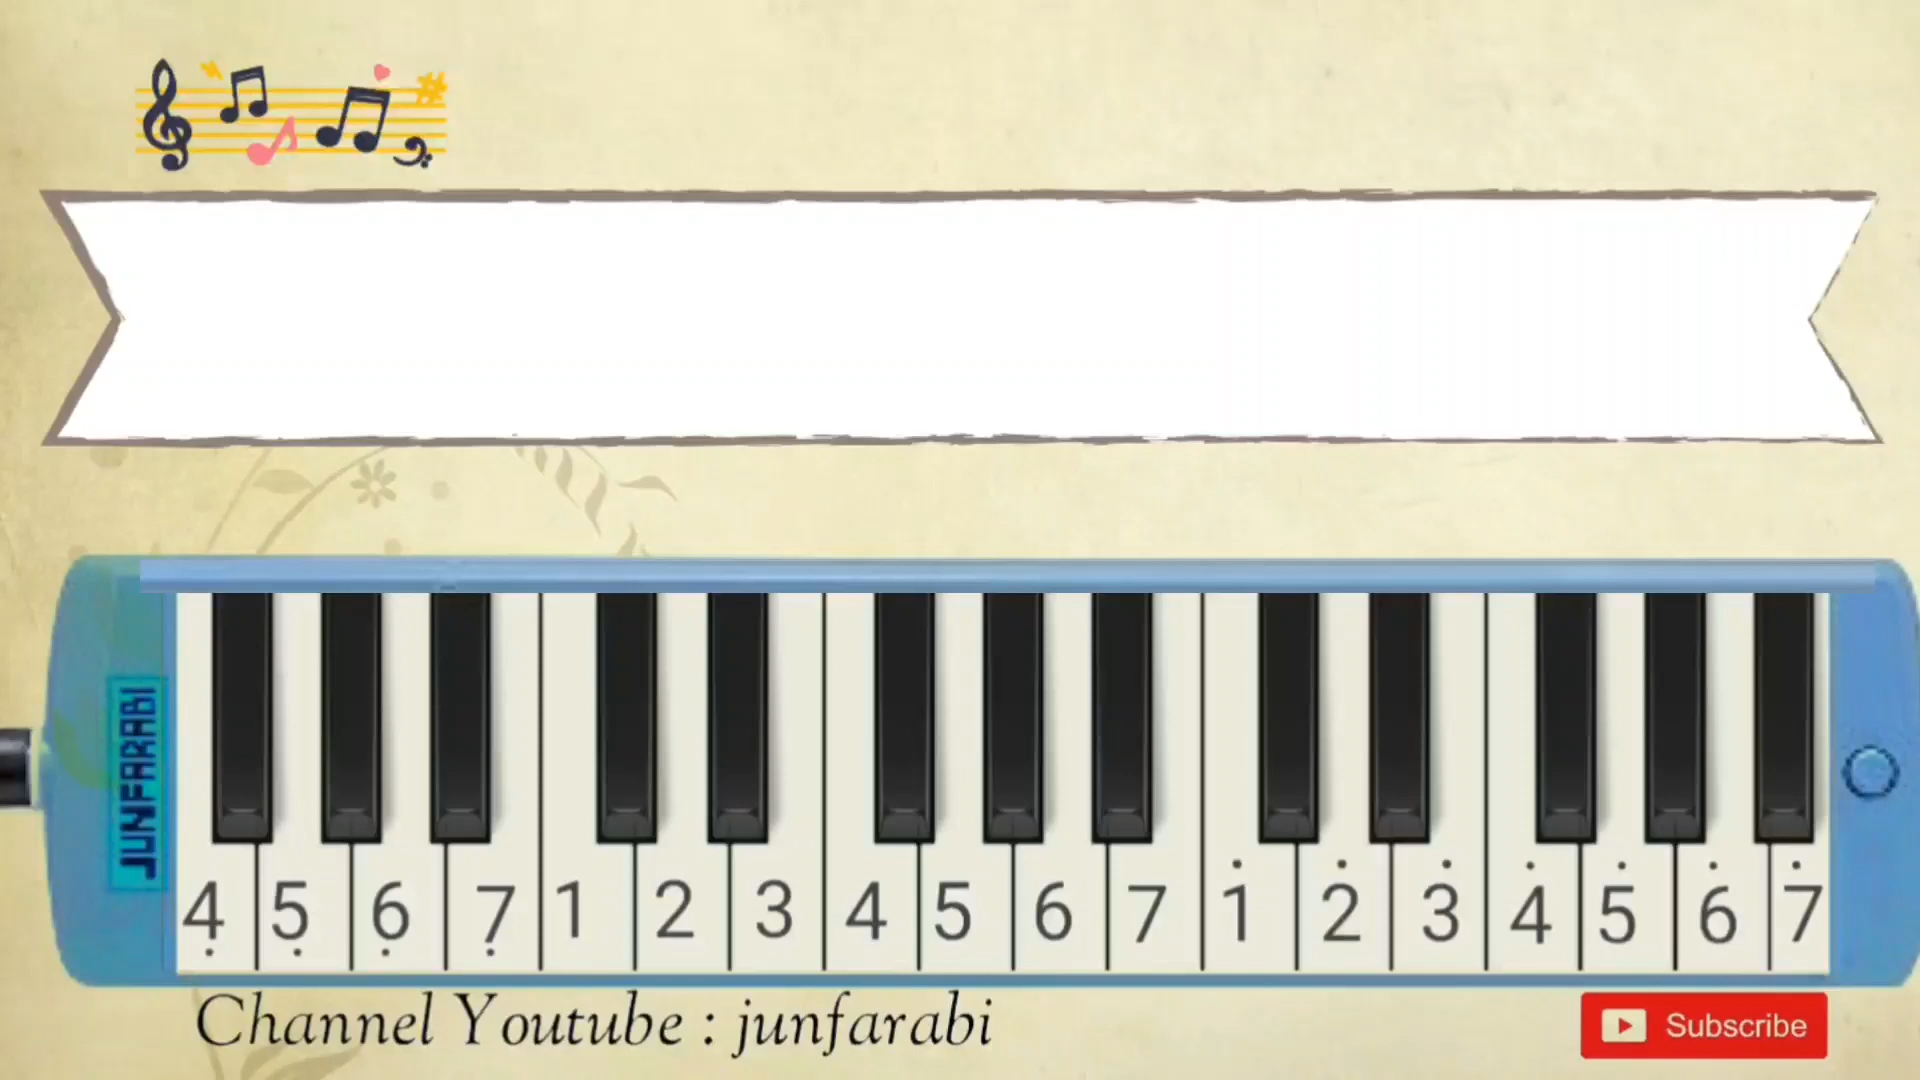 JUNFARABI
4̣ 5̣ 6̣ 7̣ 1 2 3 4 5 6 7 1̇ 2̇ 3̇ 4̇ 5̇ 6̇ 7̇
Channel Youtube : junfarabi
Subscribe